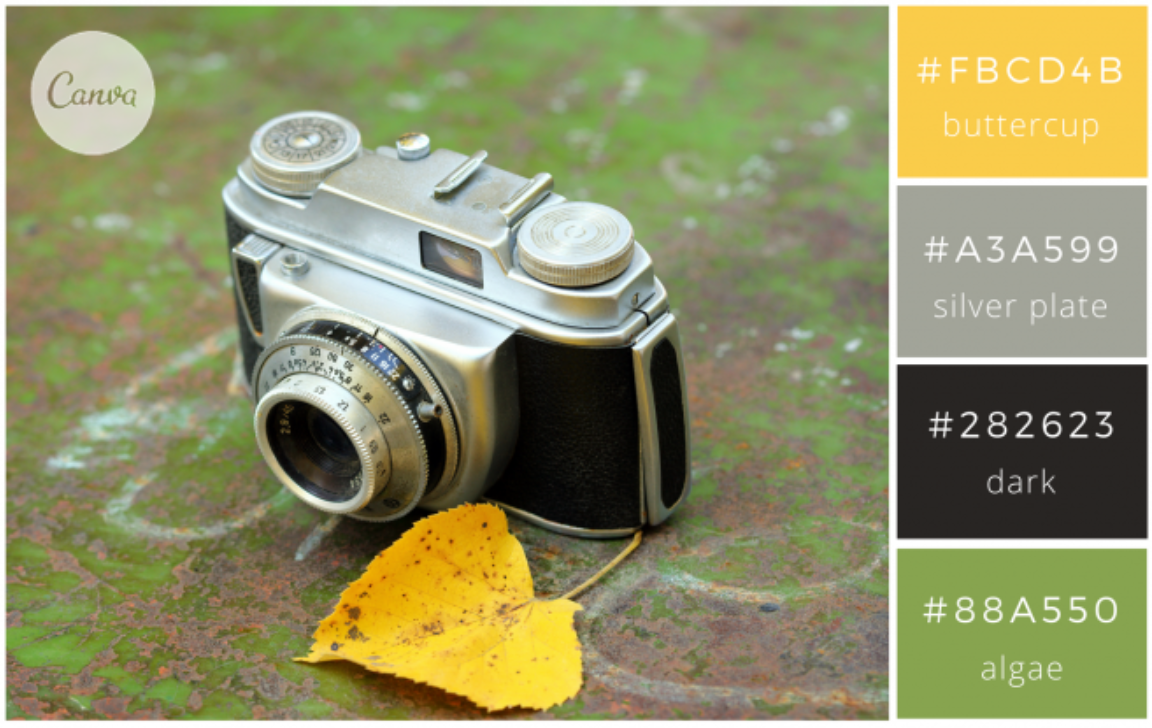 Canva
#FBCD4B
buttercup
#A3A599
silver plate
#282623
dark
#88A550
algae